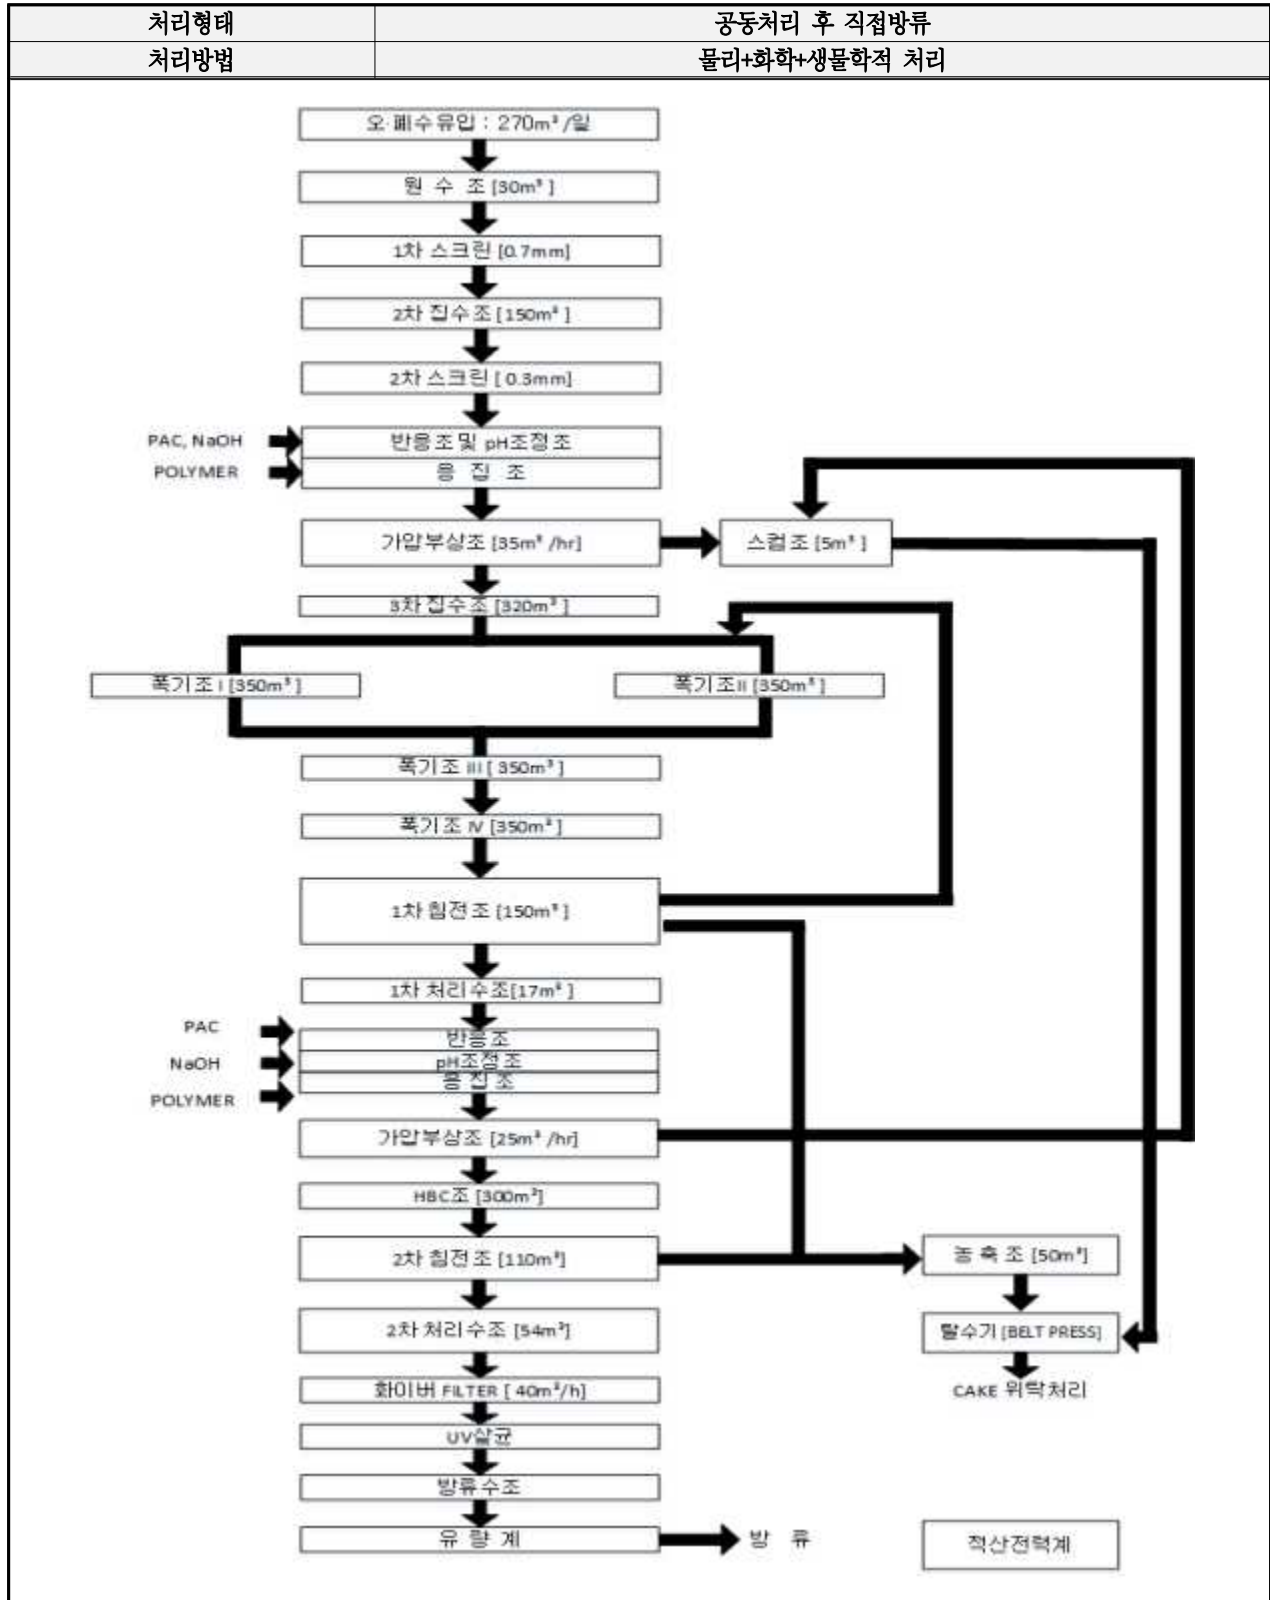 처리형태 공동처리 후 직접방류
처리방법 물리+화학+생물학적 처리
오·폐수유입 : 270m³/일
원 수 조 [30m³ ]
1차 스크린 [0.7mm]
2차 집수조 [150m³ ]
2차 스크린 [ 0.3mm]
PAC, NaOH
반응조및 pH조정조
POLYMER
응 집 조
가압부상조 [35m³ /hr]
스컴조 [5m³ ]
3차 집수조 [320m³ ]
폭기조 I [350m³ ]
폭기조II [350m³ ]
폭기조 III [ 350m³ ]
폭기조 IV [350m³ ]
1차 침전조 [150m³ ]
1차 처리수조[17m³ ]
PAC
반응조
NaOH
pH조정조
POLYMER
응 집 조
가압부상조 [25m³ /hr]
HBC조 [300m³]
2차 침전조 [110m³]
농 축 조 [50m³]
2차 처리수조 [54m³]
탈수기 [BELT PRESS]
화이버 FILTER [ 40m³/h]
CAKE 위탁처리
UV살균
방류수조
유 량 계
방 류
적산전력계